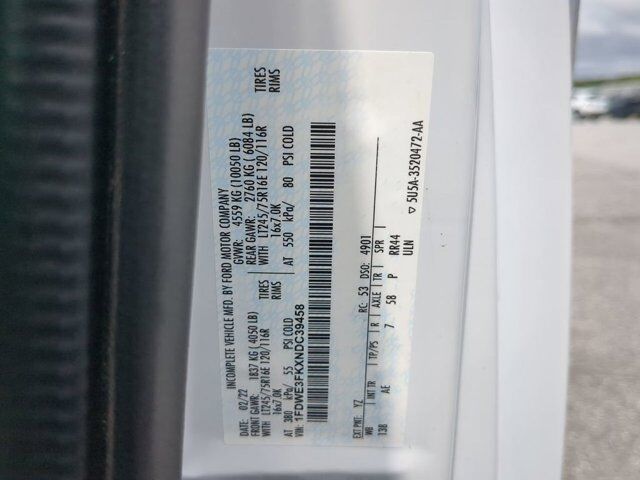 INCOMPLETE VEHICLE MFD. BY FORD MOTOR COMPANY
DATE: 02/22 GVWR: 4559 KG (10050 LB)
FRONT GAWR: 1837 KG (4050 LB) REAR GAWR: 2760 KG (6084 LB)
WITH LT245/75R16E 120/116R TIRES WITH LT245/75R16E 120/116R TIRES
16x7.0K RIMS 16x7.0K RIMS
AT 380 kPa/ 55 PSI COLD AT 550 kPa/ 80 PSI COLD
VIN: 1FDWE3FKXNDC39458
EXT PNT: YZ RC: 53 DSO: 4901
WB INT TR TP/PS R AXLE TR SPR
138 AE 7 58 P RR44
ULN
▽ 5U5A-3520472-AA